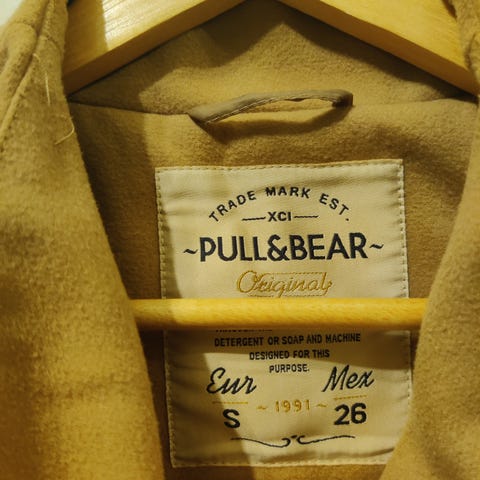 TRADE MARK EST.
XCI
~PULL&BEAR~
Original
DETERGENT OR SOAP AND MACHINE
DESIGNED FOR THIS
PURPOSE.
Eur Mex
~ 1991 ~
S 26